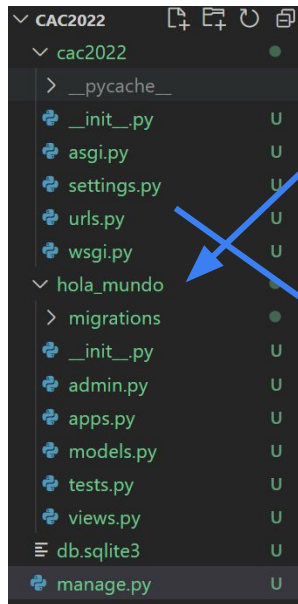 CAC2022
cac2022
__pycache__
__init__.py U
asgi.py U
settings.py U
urls.py U
wsgi.py U
hola_mundo
migrations
__init__.py U
admin.py U
apps.py U
models.py U
tests.py U
views.py U
db.sqlite3 U
manage.py U